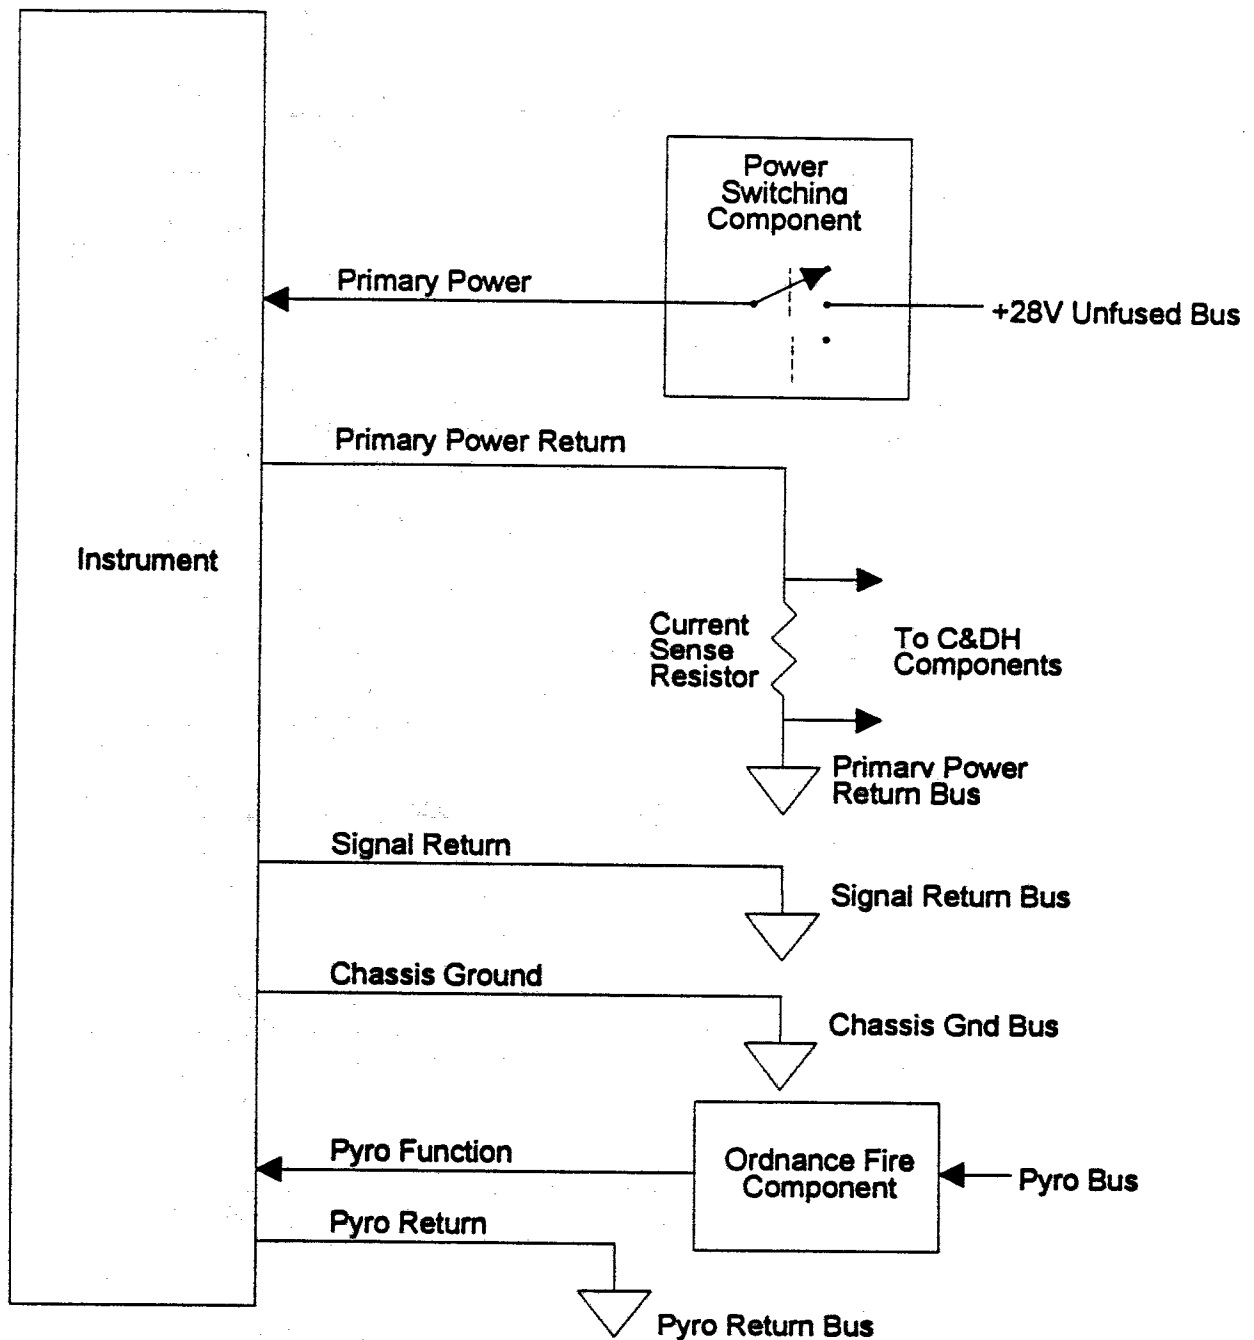 Power
Switching
Component
Primary Power
+28V Unfused Bus
Primary Power Return
Instrument
Current
Sense
Resistor
To C&DH
Components
Primary Power
Return Bus
Signal Return
Signal Return Bus
Chassis Ground
Chassis Gnd Bus
Pyro Function
Ordnance Fire
Component
Pyro Bus
Pyro Return
Pyro Return Bus